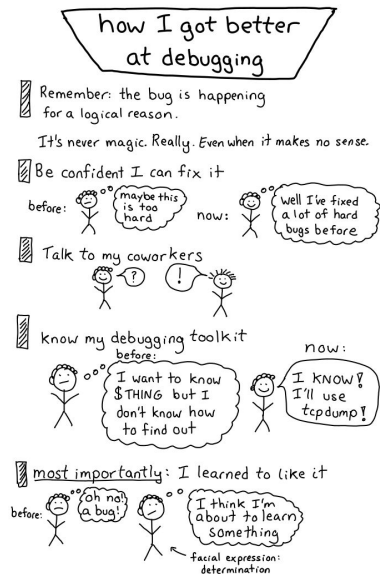 how I got better
at debugging
Remember: the bug is happening
for a logical reason.
It's never magic. Really. Even when it makes no sense.
Be confident I can fix it
before:
maybe this
is too
hard
now:
well I've fixed
a lot of hard
bugs before
Talk to my coworkers
?
!
know my debugging toolkit
before:
I want to know
$THING but I
don't know how
to find out
now:
I KNOW!
I'll use
tcpdump!
most importantly: I learned to like it
before:
oh no!
a bug!
I think I'm
about to learn
something
facial expression:
determination